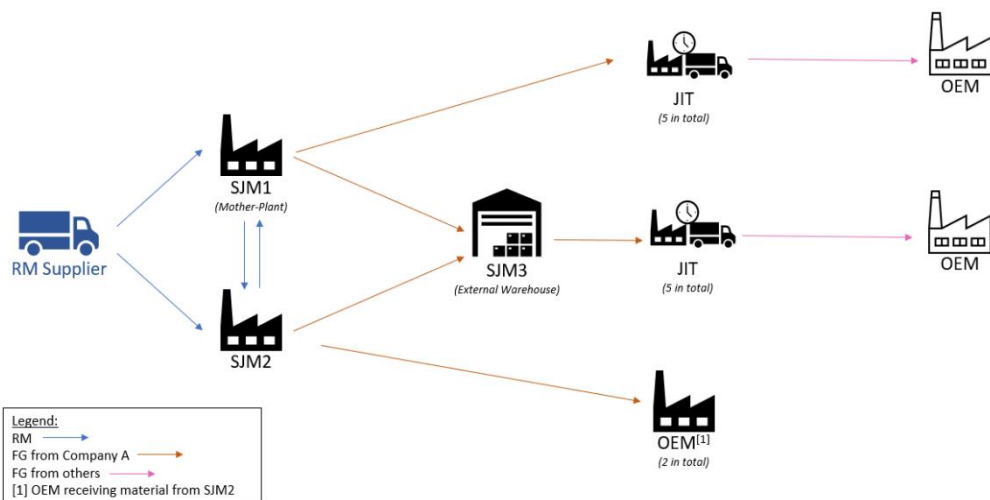 JIT
(5 in total)
OEM
SJM1
(Mother-Plant)
RM Supplier
SJM3
(External Warehouse)
JIT
(5 in total)
OEM
SJM2
OEM[1]
(2 in total)
Legend:
RM
FG from Company A
FG from others
[1] OEM receiving material from SJM2